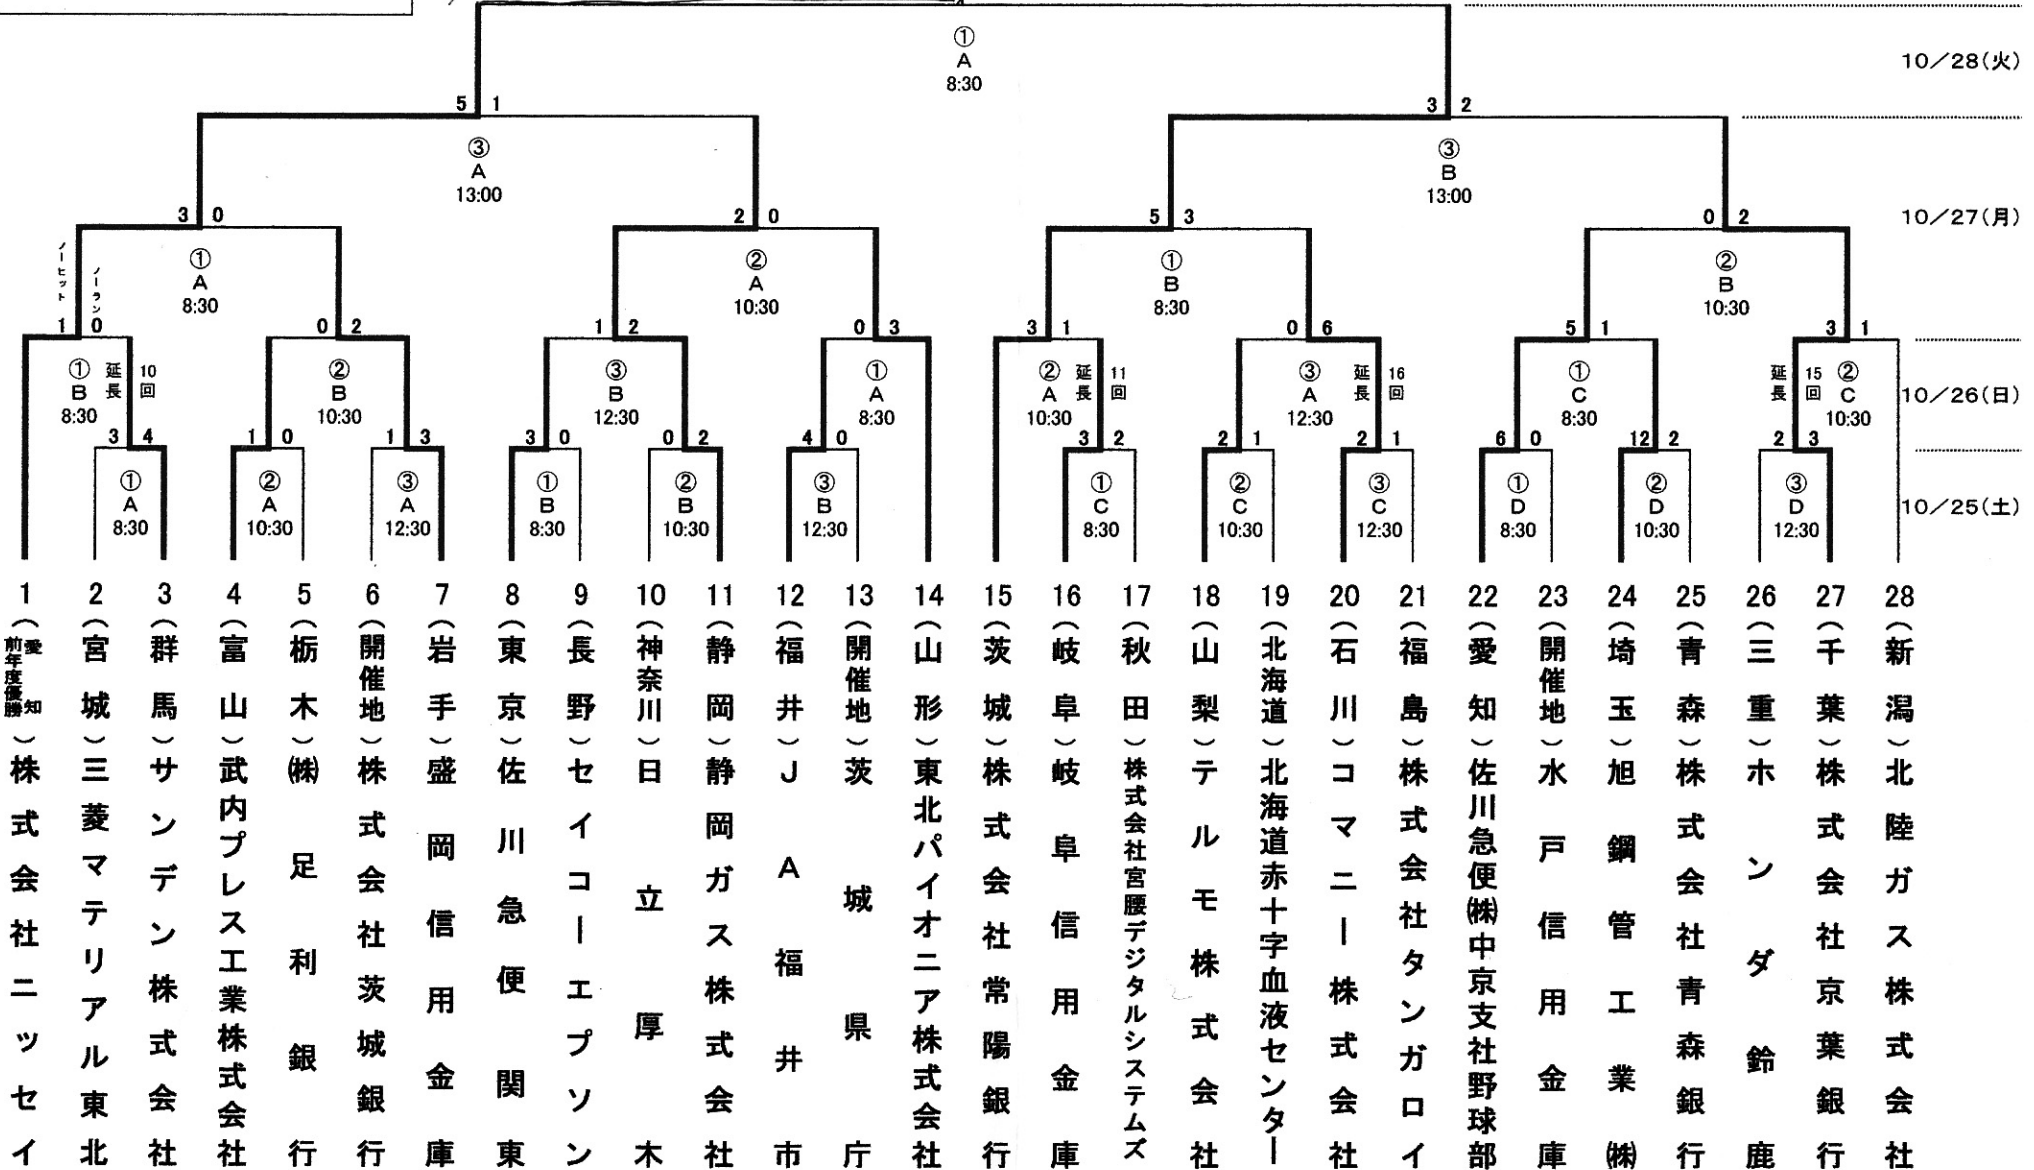 ① A 8:30
10/28(火)
5 1
3 2
③ A 13:00
③ B 13:00
10/27(月)
3 0
2 0
5 3
0 2
ノーヒット ノーラン
① A 8:30
② A 10:30
① B 8:30
② B 10:30
1 0
0 2
1 2
0 3
3 1
0 6
5 1
3 1
① B 8:30
延長 10回
② B 10:30
③ B 12:30
① A 8:30
② A 10:30
延長 11回
③ A 12:30
延長 16回
① C 8:30
延長 15回
② C 10:30
10/26(日)
3 4
1 0
1 3
3 0
0 2
4 0
3 2
2 1
2 1
6 0
12 2
2 3
① A 8:30
② A 10:30
③ A 12:30
① B 8:30
② B 10:30
③ B 12:30
① C 8:30
② C 10:30
③ C 12:30
① D 8:30
② D 10:30
③ D 12:30
10/25(土)
1(愛知 前年度優勝)株式会社ニッセイ
2(宮城)三菱マテリアル東北
3(群馬)サンデン株式会社
4(富山)武内プレス工業株式会社
5(栃木)㈱足利銀行
6(開催地)株式会社茨城銀行
7(岩手)盛岡信用金庫
8(東京)佐川急便関東
9(長野)セイコーエプソン
10(神奈川)日立厚木
11(静岡)静岡ガス株式会社
12(福井)JA福井市
13(開催地)茨城県庁
14(山形)東北パイオニア株式会社
15(茨城)株式会社常陽銀行
16(岐阜)岐阜信用金庫
17(秋田)株式会社宮腰デジタルシステムズ
18(山梨)テルモ株式会社
19(北海道)北海道赤十字血液センター
20(石川)コマニー株式会社
21(福島)株式会社タンガロイ
22(愛知)佐川急便㈱中京支社野球部
23(開催地)水戸信用金庫
24(埼玉)旭鋼管工業㈱
25(青森)株式会社青森銀行
26(三重)ホンダ鈴鹿
27(千葉)株式会社京葉銀行
28(新潟)北陸ガス株式会社